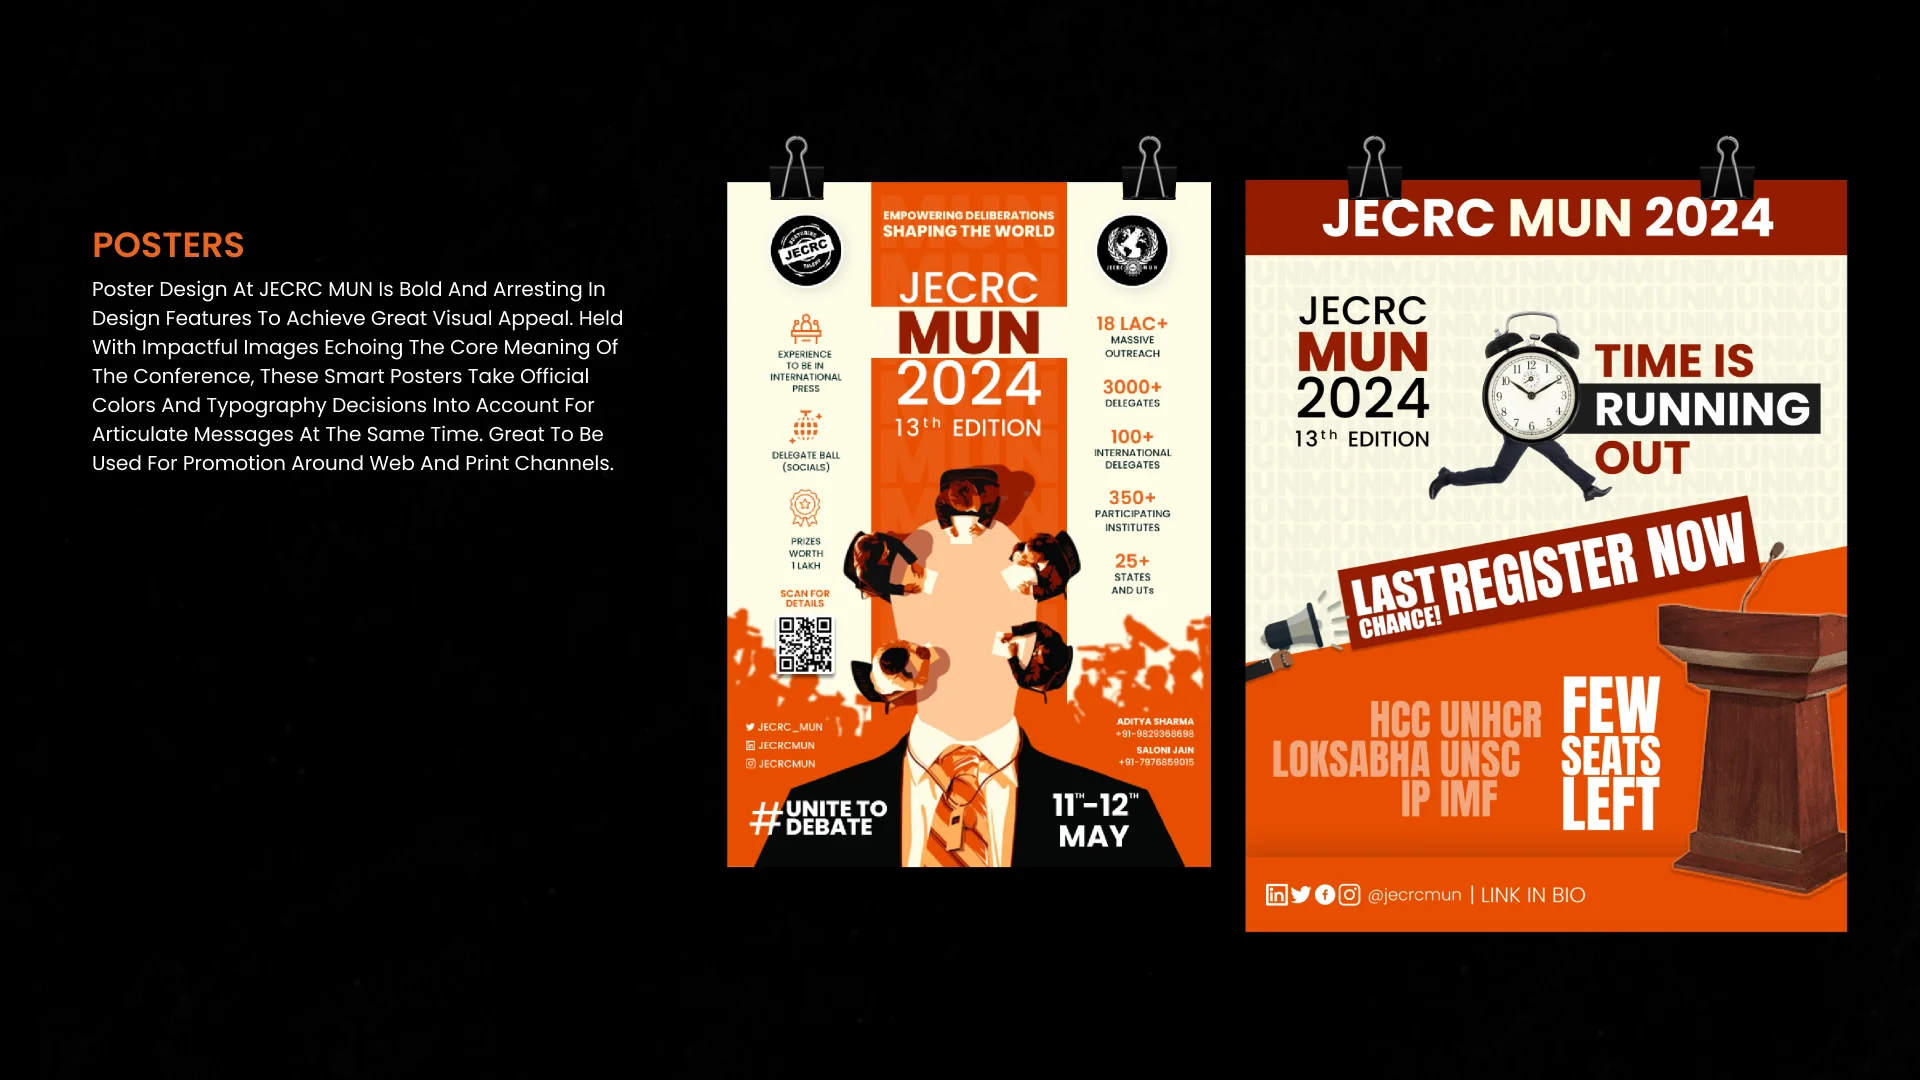 POSTERS
Poster Design At JECRC MUN Is Bold And Arresting In
Design Features To Achieve Great Visual Appeal. Held
With Impactful Images Echoing The Core Meaning Of
The Conference, These Smart Posters Take Official
Colors And Typography Decisions Into Account For
Articulate Messages At The Same Time. Great To Be
Used For Promotion Around Web And Print Channels.
EMPOWERING DELIBERATIONS
SHAPING THE WORLD
JECRC
JECRC
MUN
2024
13th EDITION
EXPERIENCE
TO BE IN
INTERNATIONAL
PRESS
DELEGATE BALL
(SOCIALS)
PRIZES
WORTH
1 LAKH
SCAN FOR
DETAILS
18 LAC+
MASSIVE
OUTREACH
3000+
DELEGATES
100+
INTERNATIONAL
DELEGATES
350+
PARTICIPATING
INSTITUTES
25+
STATES
AND UTs
JECRC_MUN
JECRCMUN
JECRCMUN
ADITYA SHARMA
+91-9829368698
SALONI JAIN
+91-7976859015
#UNITE TO
DEBATE
11TH-12TH
MAY
JECRC MUN 2024
JECRC
MUN
2024
13th EDITION
TIME IS
RUNNING
OUT
LAST
CHANCE!
REGISTER NOW
HCC UNHCR
LOKSABHA UNSC
IP IMF
FEW
SEATS
LEFT
@jecrcmun | LINK IN BIO